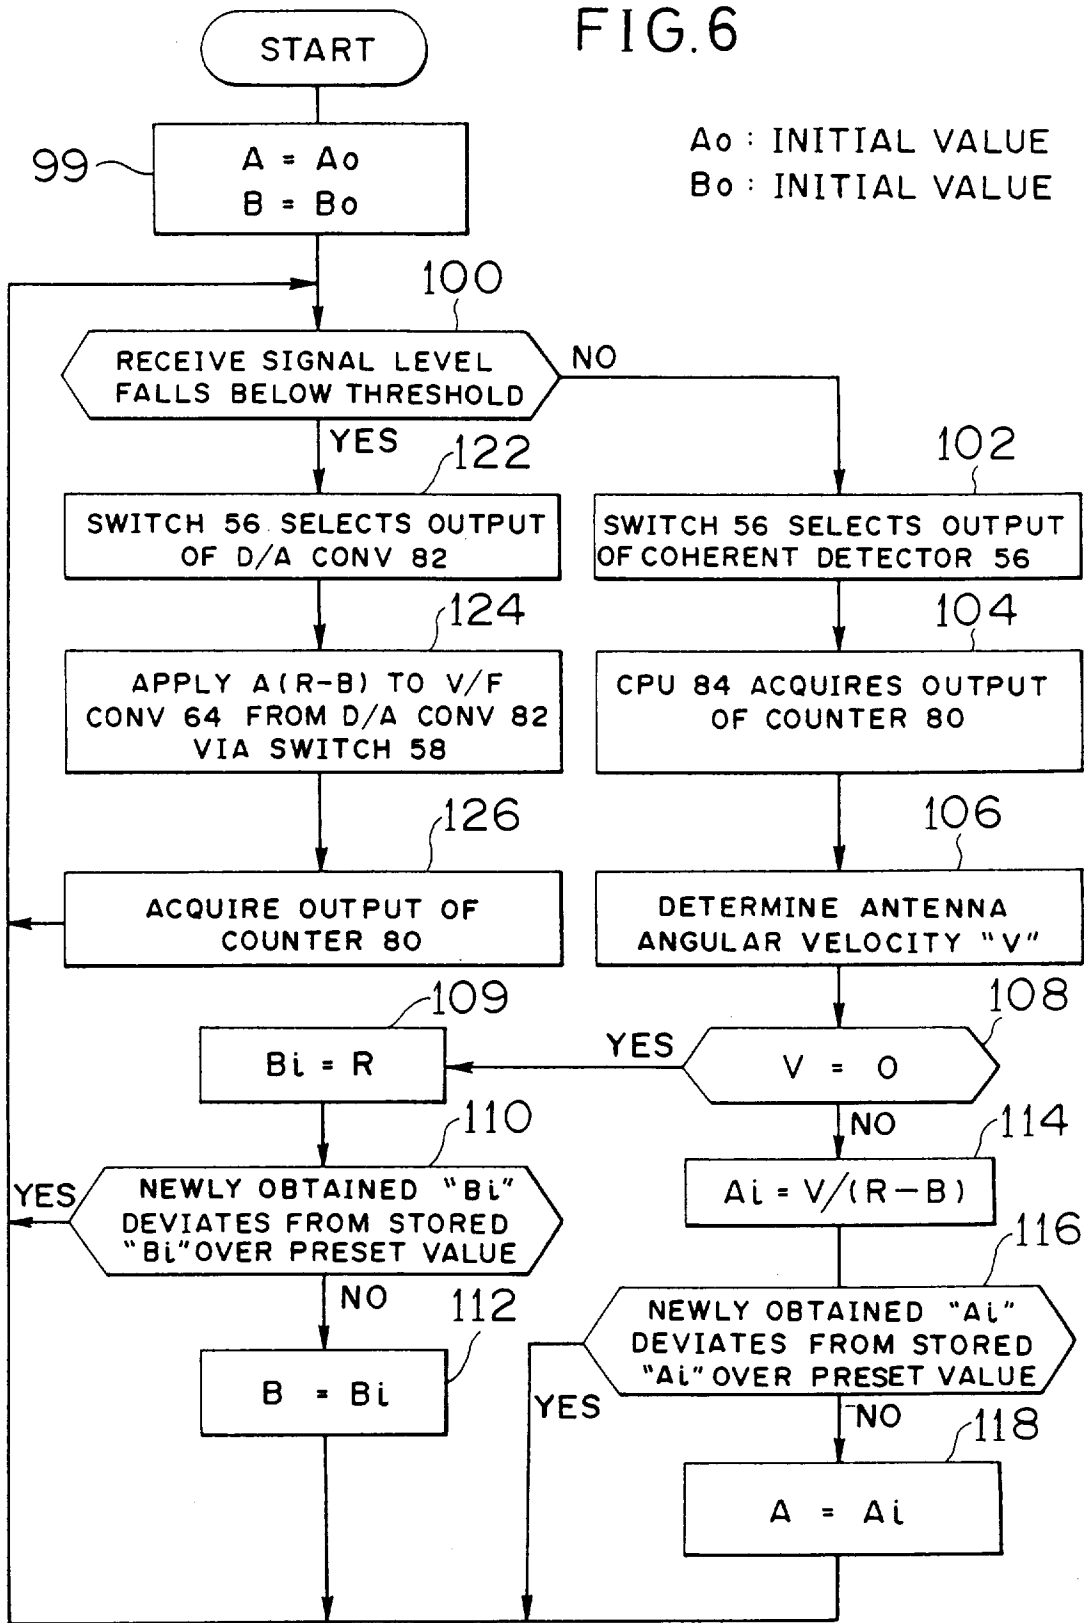 FIG.6
START
Ao : INITIAL VALUE
Bo : INITIAL VALUE
99
A = Ao
B = Bo
100
RECEIVE SIGNAL LEVEL
FALLS BELOW THRESHOLD
NO
YES
122
SWITCH 56 SELECTS OUTPUT
OF D/A CONV 82
102
SWITCH 56 SELECTS OUTPUT
OF COHERENT DETECTOR 56
124
APPLY A(R-B) TO V/F
CONV 64 FROM D/A CONV 82
VIA SWITCH 58
104
CPU 84 ACQUIRES OUTPUT
OF COUNTER 80
126
ACQUIRE OUTPUT OF
COUNTER 80
106
DETERMINE ANTENNA
ANGULAR VELOCITY "V"
108
V = 0
YES
NO
109
Bi = R
110
NEWLY OBTAINED "Bi"
DEVIATES FROM STORED
"Bi" OVER PRESET VALUE
YES
NO
112
B = Bi
114
Ai = V/(R-B)
116
NEWLY OBTAINED "Ai"
DEVIATES FROM STORED
"Ai" OVER PRESET VALUE
YES
NO
118
A = Ai